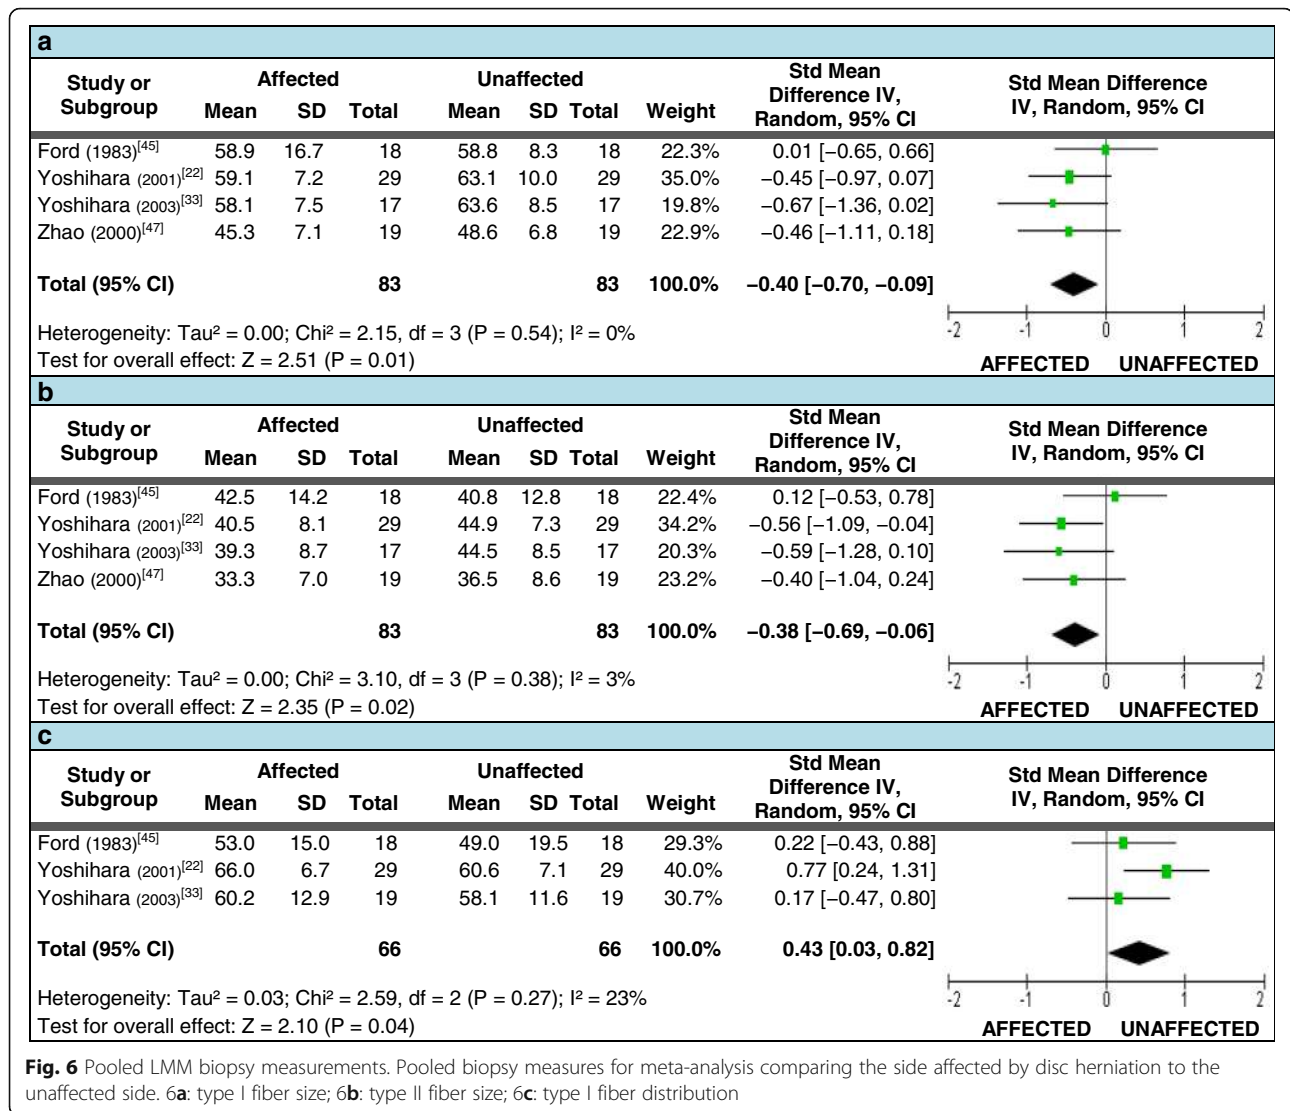 a
Study or Subgroup Affected Unaffected Std Mean Difference IV, Random, 95% CI Std Mean Difference IV, Random, 95% CI
Mean SD Total Mean SD Total Weight
Ford (1983)[45] 58.9 16.7 18 58.8 8.3 18 22.3% 0.01 [−0.65, 0.66]
Yoshihara (2001)[22] 59.1 7.2 29 63.1 10.0 29 35.0% −0.45 [−0.97, 0.07]
Yoshihara (2003)[33] 58.1 7.5 17 63.6 8.5 17 19.8% −0.67 [−1.36, 0.02]
Zhao (2000)[47] 45.3 7.1 19 48.6 6.8 19 22.9% −0.46 [−1.11, 0.18]
Total (95% CI) 83 83 100.0% −0.40 [−0.70, −0.09]
Heterogeneity: Tau² = 0.00; Chi² = 2.15, df = 3 (P = 0.54); I² = 0%
Test for overall effect: Z = 2.51 (P = 0.01)
-2 -1 0 1 2
AFFECTED UNAFFECTED
b
Study or Subgroup Affected Unaffected Std Mean Difference IV, Random, 95% CI Std Mean Difference IV, Random, 95% CI
Mean SD Total Mean SD Total Weight
Ford (1983)[45] 42.5 14.2 18 40.8 12.8 18 22.4% 0.12 [−0.53, 0.78]
Yoshihara (2001)[22] 40.5 8.1 29 44.9 7.3 29 34.2% −0.56 [−1.09, −0.04]
Yoshihara (2003)[33] 39.3 8.7 17 44.5 8.5 17 20.3% −0.59 [−1.28, 0.10]
Zhao (2000)[47] 33.3 7.0 19 36.5 8.6 19 23.2% −0.40 [−1.04, 0.24]
Total (95% CI) 83 83 100.0% −0.38 [−0.69, −0.06]
Heterogeneity: Tau² = 0.00; Chi² = 3.10, df = 3 (P = 0.38); I² = 3%
Test for overall effect: Z = 2.35 (P = 0.02)
-2 -1 0 1 2
AFFECTED UNAFFECTED
c
Study or Subgroup Affected Unaffected Std Mean Difference IV, Random, 95% CI Std Mean Difference IV, Random, 95% CI
Mean SD Total Mean SD Total Weight
Ford (1983)[45] 53.0 15.0 18 49.0 19.5 18 29.3% 0.22 [−0.43, 0.88]
Yoshihara (2001)[22] 66.0 6.7 29 60.6 7.1 29 40.0% 0.77 [0.24, 1.31]
Yoshihara (2003)[33] 60.2 12.9 19 58.1 11.6 19 30.7% 0.17 [−0.47, 0.80]
Total (95% CI) 66 66 100.0% 0.43 [0.03, 0.82]
Heterogeneity: Tau² = 0.03; Chi² = 2.59, df = 2 (P = 0.27); I² = 23%
Test for overall effect: Z = 2.10 (P = 0.04)
-2 -1 0 1 2
AFFECTED UNAFFECTED
Fig. 6 Pooled LMM biopsy measurements. Pooled biopsy measures for meta-analysis comparing the side affected by disc herniation to the
unaffected side. 6a: type I fiber size; 6b: type II fiber size; 6c: type I fiber distribution